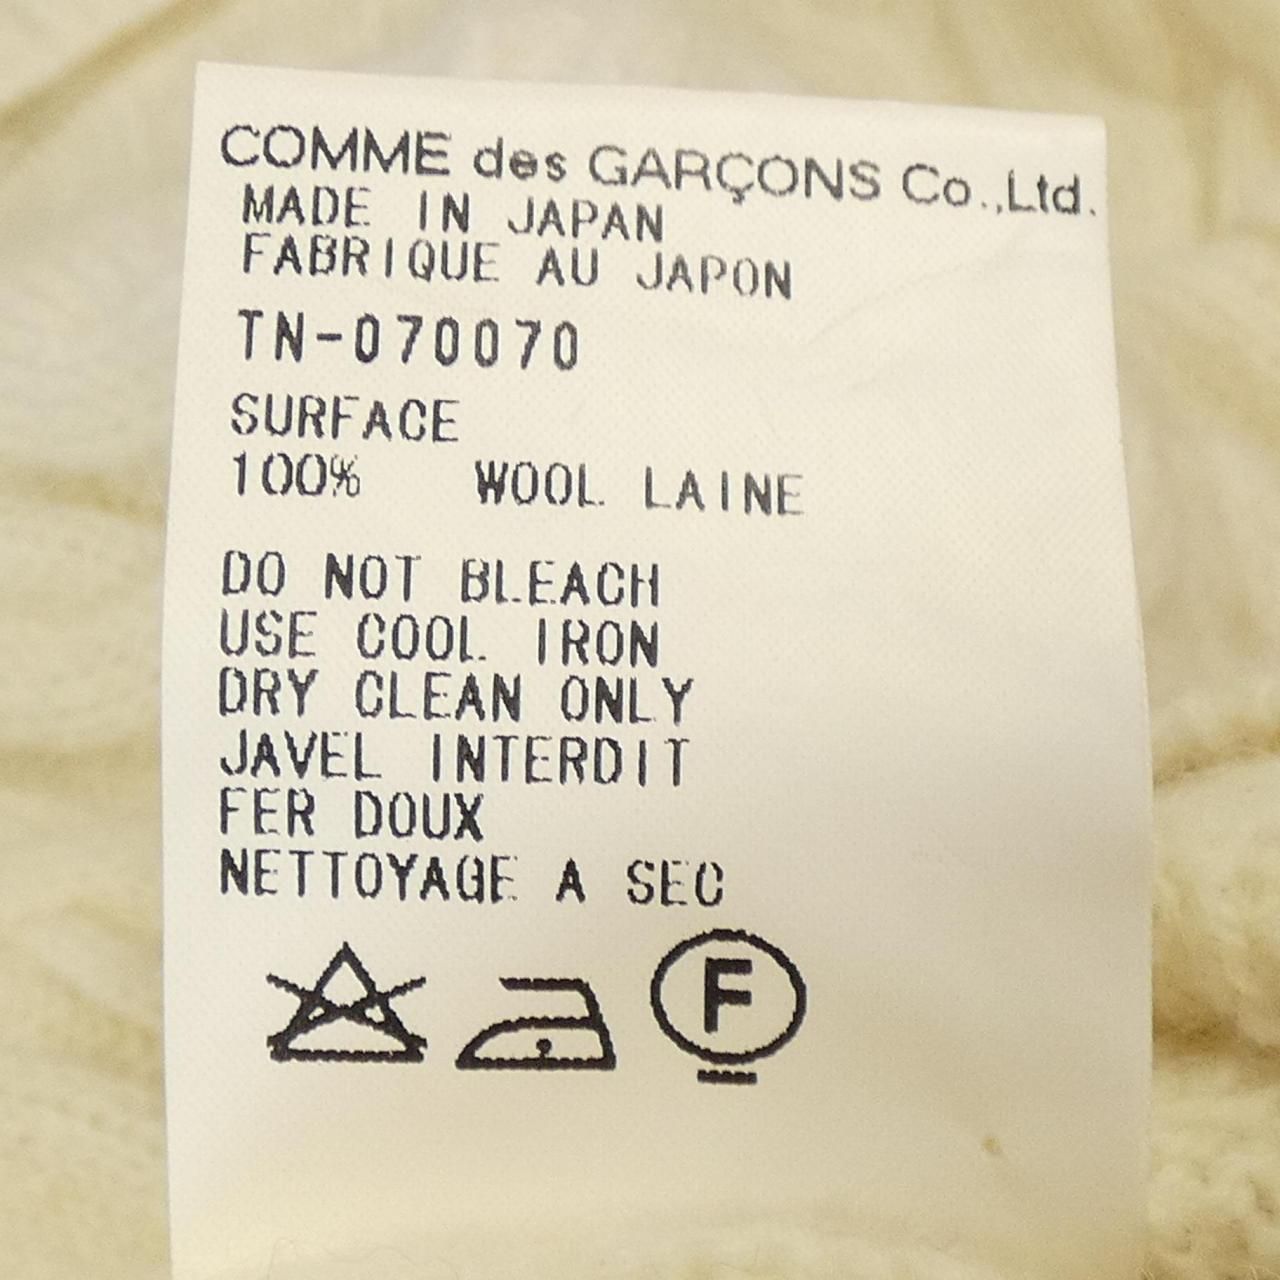 COMME des GARÇONS Co.,Ltd.
MADE IN JAPAN
FABRIQUE AU JAPON
TN-070070
SURFACE
100% WOOL LAINE
DO NOT BLEACH
USE COOL IRON
DRY CLEAN ONLY
JAVEL INTERDIT
FER DOUX
NETTOYAGE A SEC
F